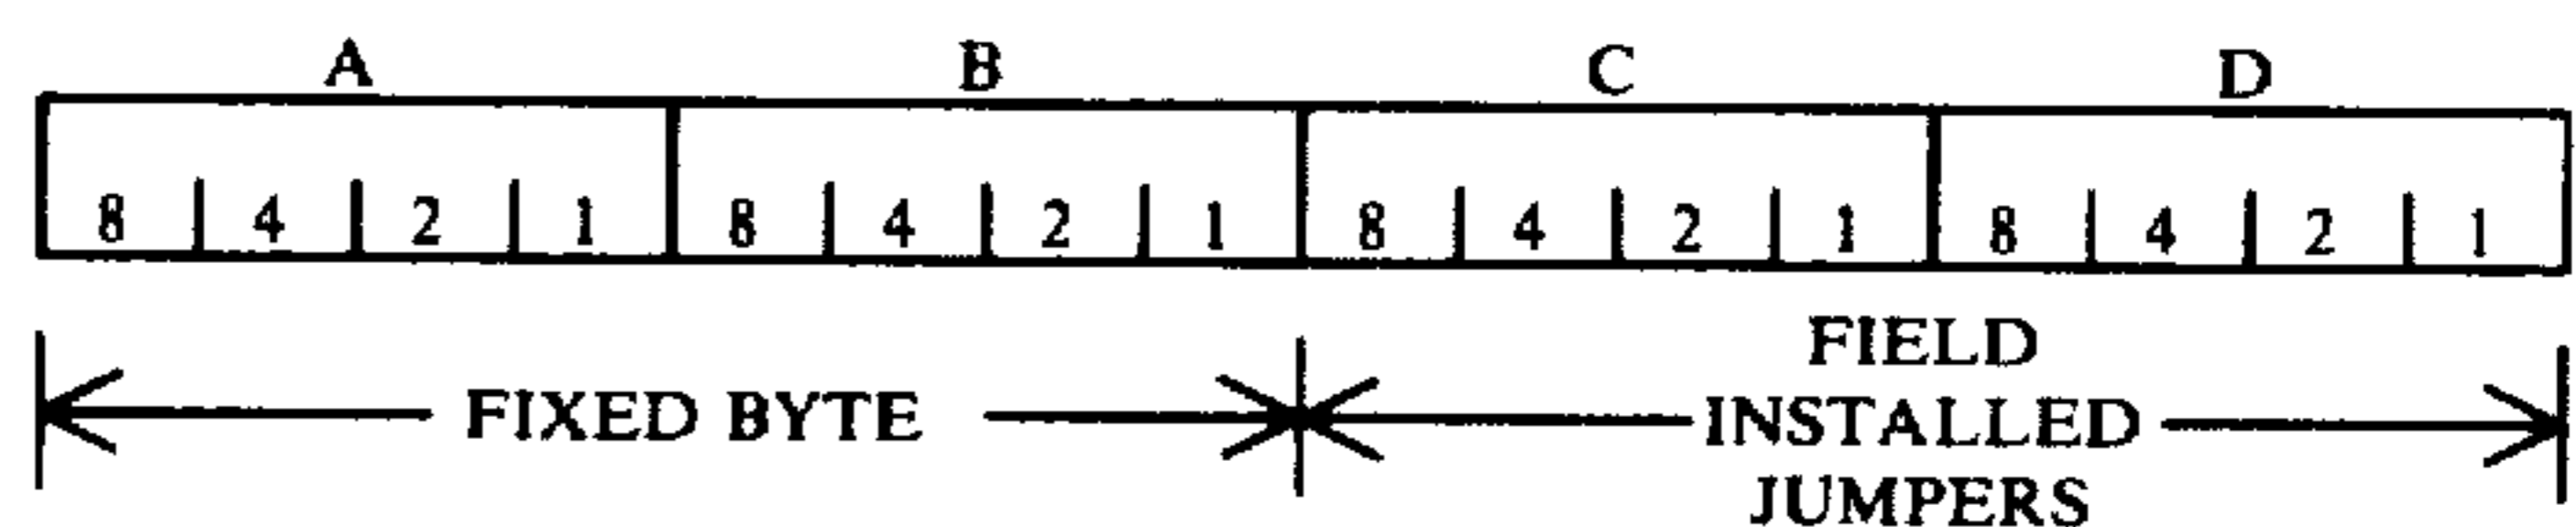 A B C D
8 4 2 1 8 4 2 1 8 4 2 1 8 4 2 1
FIXED BYTE
FIELD
INSTALLED
JUMPERS